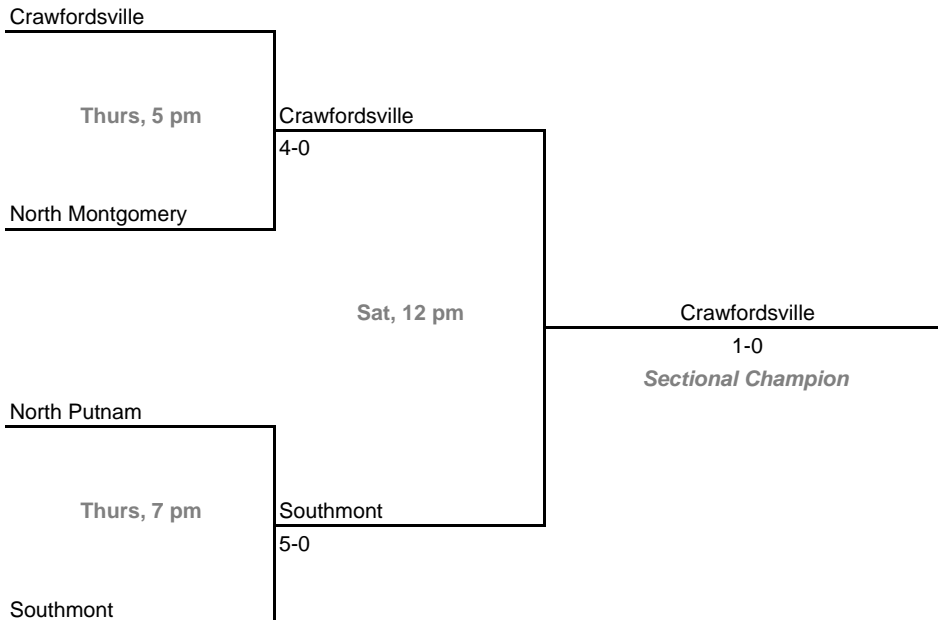 Crawfordsville
Thurs, 5 pm
Crawfordsville
4-0
North Montgomery
Sat, 12 pm
Crawfordsville
1-0
Sectional Champion
North Putnam
Thurs, 7 pm
Southmont
5-0
Southmont